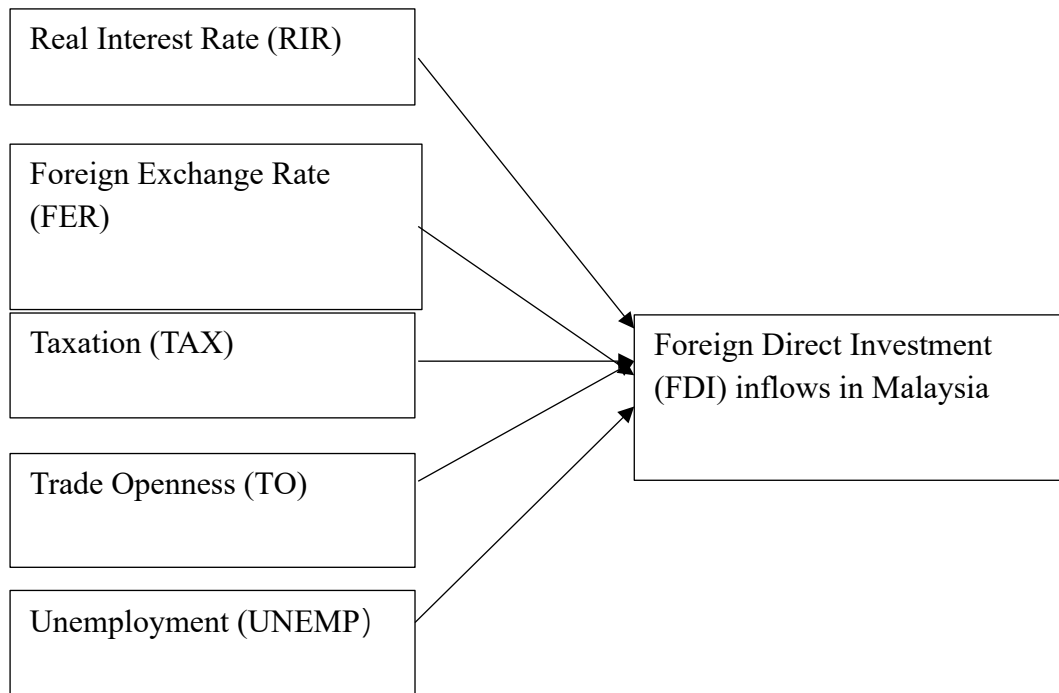 Real Interest Rate (RIR)
Foreign Exchange Rate
(FER)
Taxation (TAX)
Trade Openness (TO)
Unemployment (UNEMP）
Foreign Direct Investment
(FDI) inflows in Malaysia